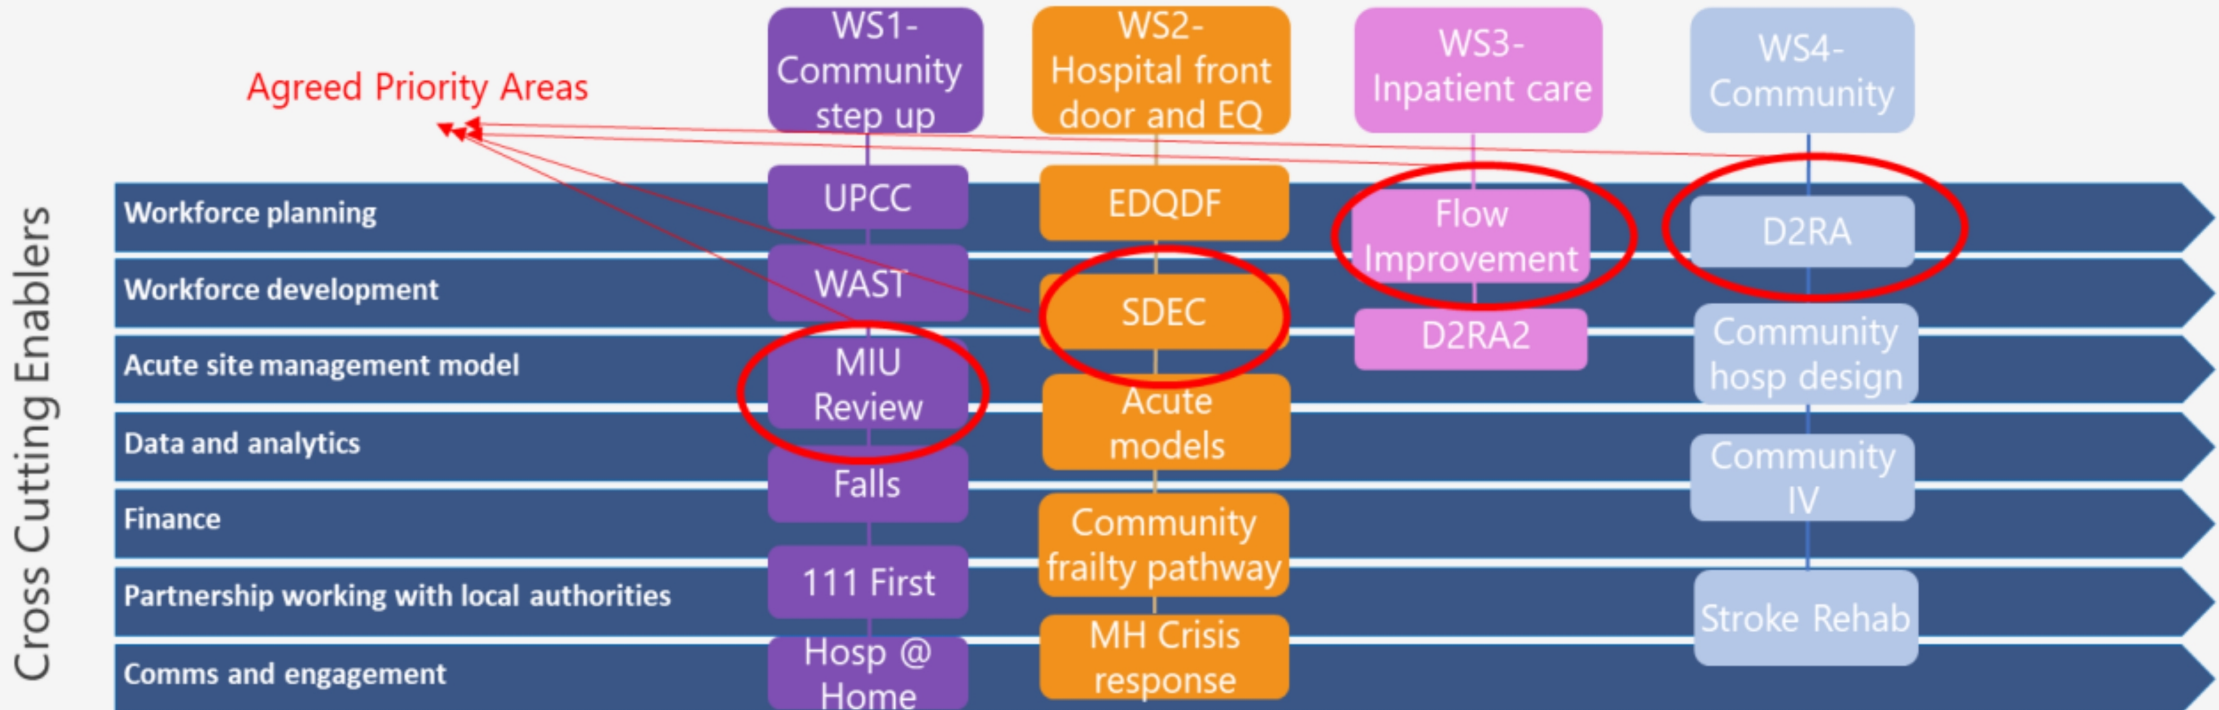 Agreed Priority Areas
WS1-
Community
step up
WS2-
Hospital front
door and EQ
WS3-
Inpatient care
WS4-
Community
Cross Cutting Enablers
Workforce planning
Workforce development
Acute site management model
Data and analytics
Finance
Partnership working with local authorities
Comms and engagement
UPCC
WAST
MIU
Review
Falls
111 First
Hosp @
Home
EDQDF
SDEC
Acute
models
Community
frailty pathway
MH Crisis
response
Flow
Improvement
D2RA2
D2RA
Community
hosp design
Community
IV
Stroke Rehab